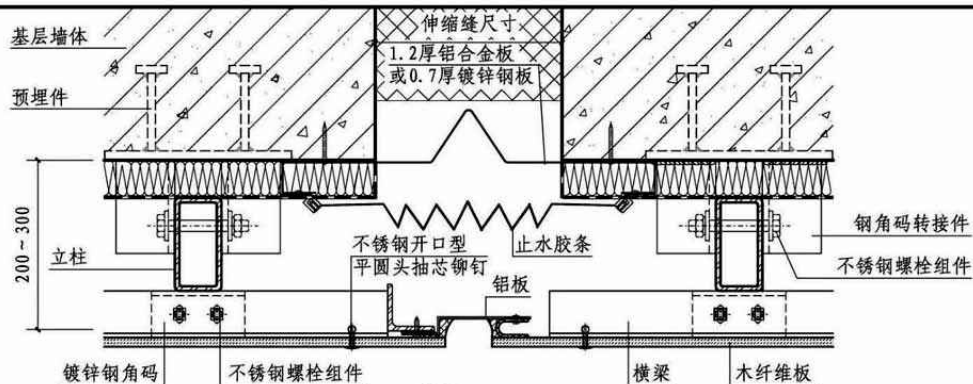 伸缩缝尺寸
基层墙体
1.2厚铝合金板
或0.7厚镀锌钢板
预埋件
200~300
钢角码转接件
不锈钢开口型
止水胶条
立柱
平圆头抽芯铆钉
不锈钢螺栓组件
铝板
镀锌钢角码
不锈钢螺栓组件
横梁
木纤维板